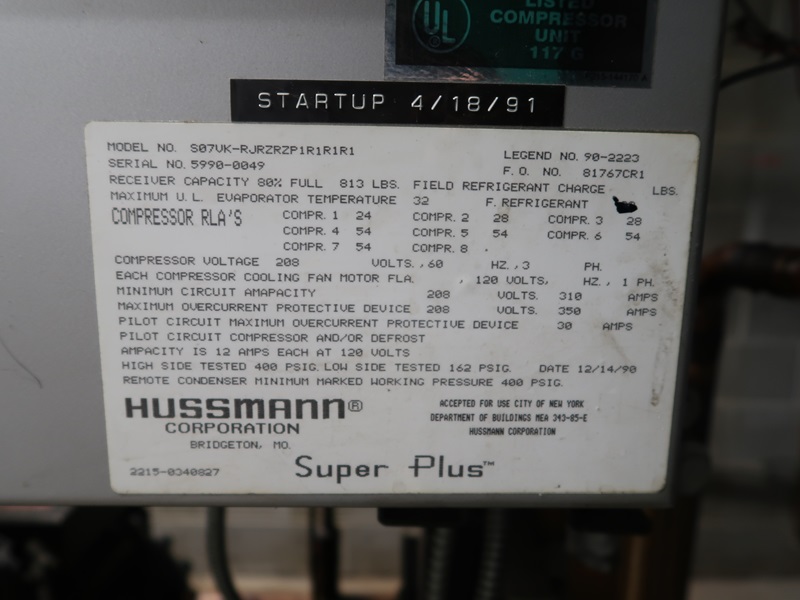 UL
LISTED
COMPRESSOR
UNIT
117 G
STARTUP 4/18/91
MODEL NO. S07VK-RJRZRZP1R1R1R1
LEGEND NO. 90-2223
SERIAL NO. 5990-0049
F. O. NO. 81767CR1
RECEIVER CAPACITY 80% FULL 813 LBS. FIELD REFRIGERANT CHARGE LBS.
MAXIMUM U.L. EVAPORATOR TEMPERATURE 32 F. REFRIGERANT
COMPRESSOR RLA'S COMPR. 1 24 COMPR. 2 28 COMPR. 3 28
COMPR. 4 54 COMPR. 5 54 COMPR. 6 54
COMPR. 7 54 COMPR. 8 .
COMPRESSOR VOLTAGE 208 VOLTS.,60 HZ.,3 PH.
EACH COMPRESSOR COOLING FAN MOTOR FLA. , 120 VOLTS, HZ., 1 PH.
MINIMUM CIRCUIT AMAPACITY 208 VOLTS. 310 AMPS
MAXIMUM OVERCURRENT PROTECTIVE DEVICE 208 VOLTS. 350 AMPS
PILOT CIRCUIT MAXIMUM OVERCURRENT PROTECTIVE DEVICE 30 AMPS
PILOT CIRCUIT COMPRESSOR AND/OR DEFROST
AMPACITY IS 12 AMPS EACH AT 120 VOLTS
HIGH SIDE TESTED 400 PSIG. LOW SIDE TESTED 162 PSIG. DATE 12/14/90
REMOTE CONDENSER MINIMUM MARKED WORKING PRESSURE 400 PSIG.
HUSSMANN®
CORPORATION
BRIDGETON, MO.
ACCEPTED FOR USE CITY OF NEW YORK
DEPARTMENT OF BUILDINGS MEA 343-85-E
HUSSMANN CORPORATION
2215-0340827
Super Plus™